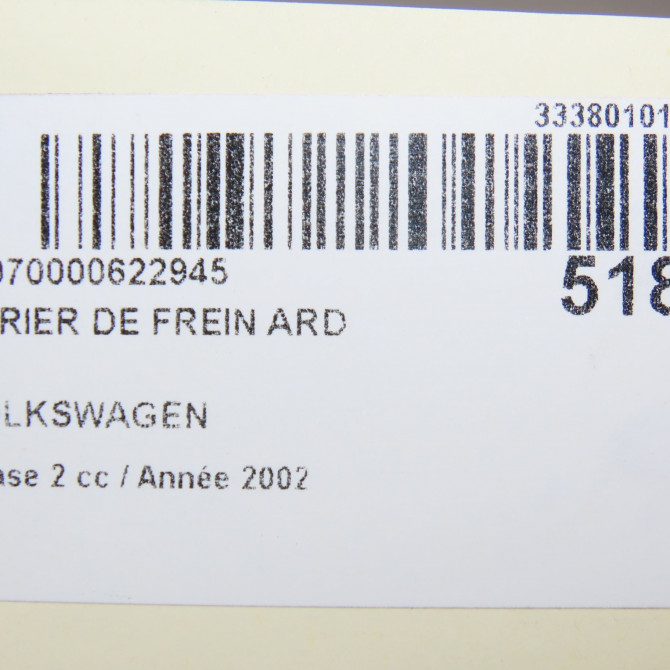 33380101
070000622945
518
RIER DE FREIN ARD
LKSWAGEN
ase 2 cc / Année 2002